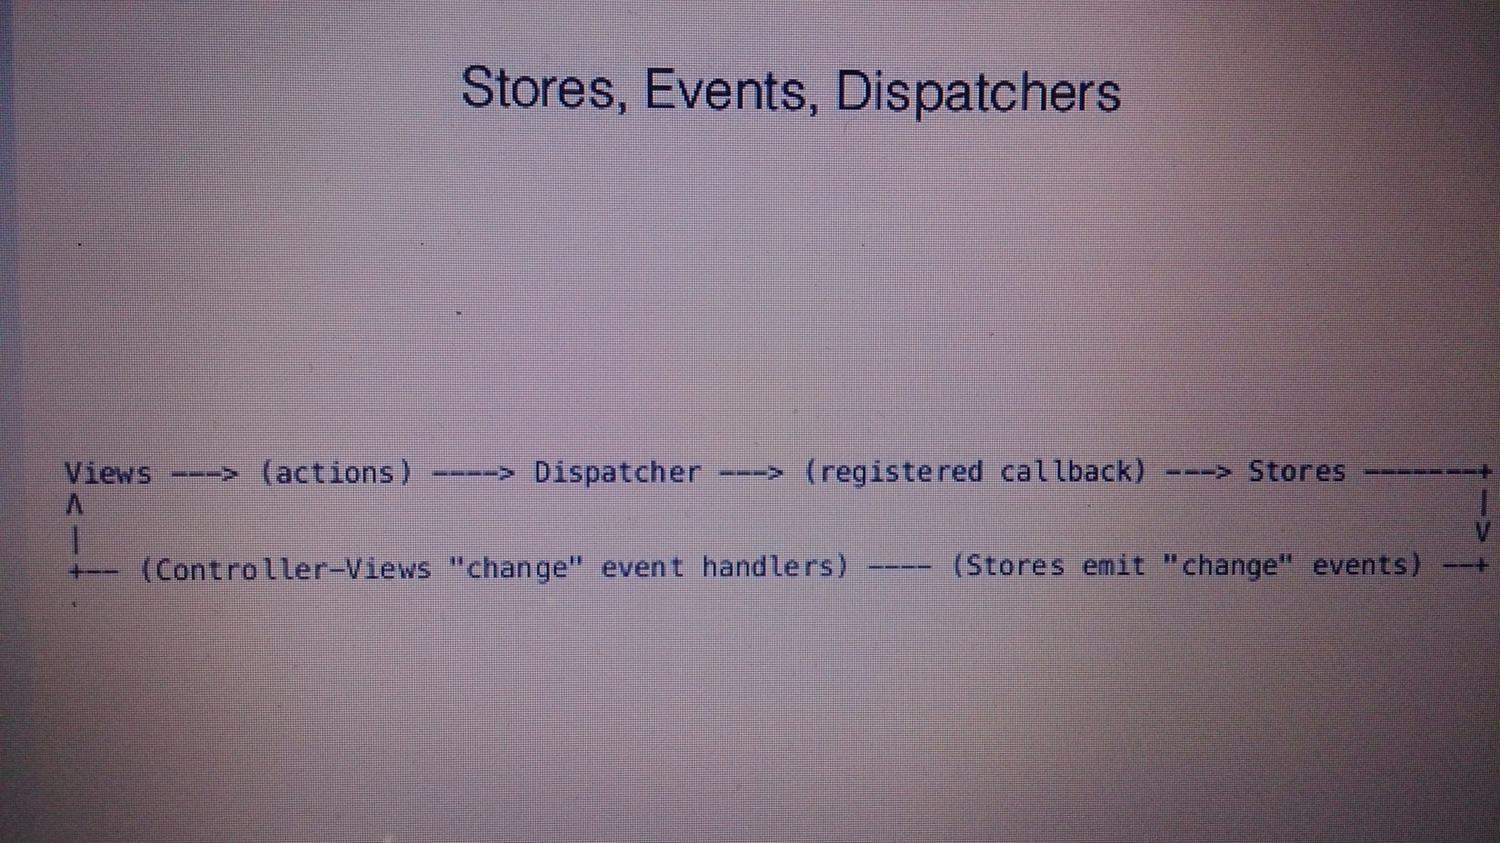 Stores, Events, Dispatchers
Views ---> (actions) ----> Dispatcher ---> (registered callback) ---> Stores -------+
Ʌ |
| V
+-- (Controller-Views "change" event handlers) ---- (Stores emit "change" events) --+